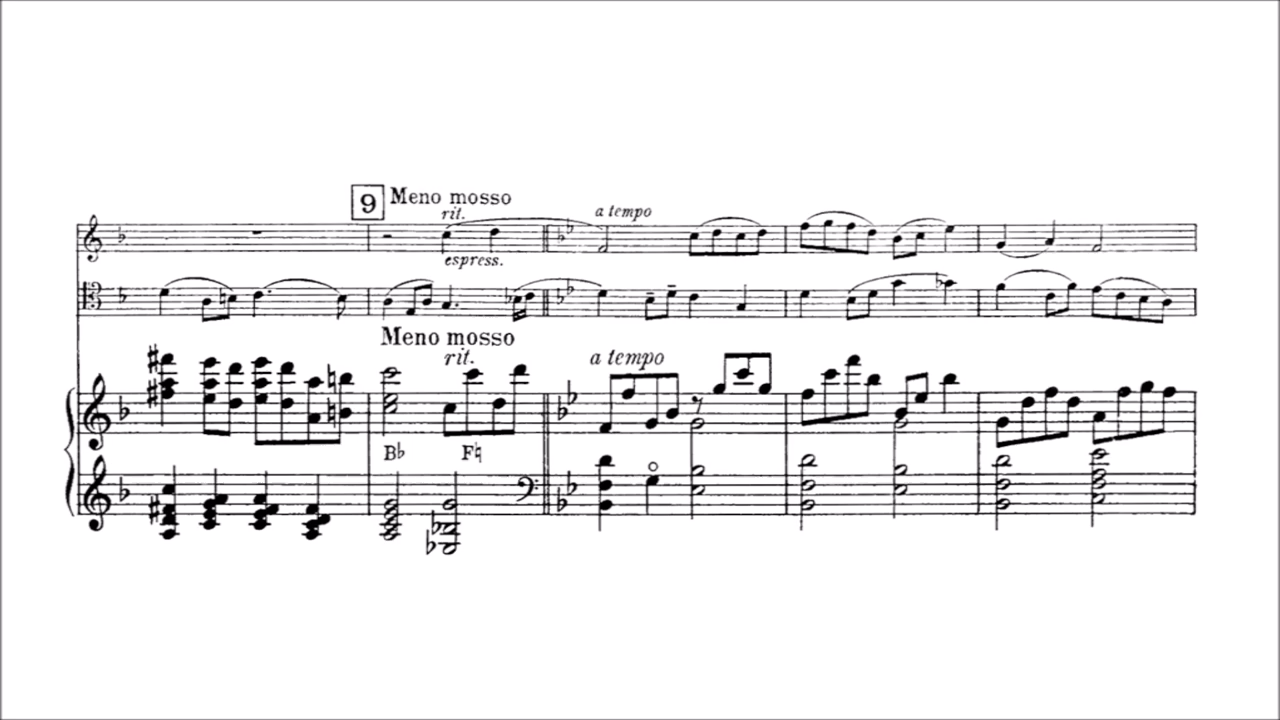 9 Meno mosso
rit. a tempo
espress.
Meno mosso
rit. a tempo
B♭ F♮